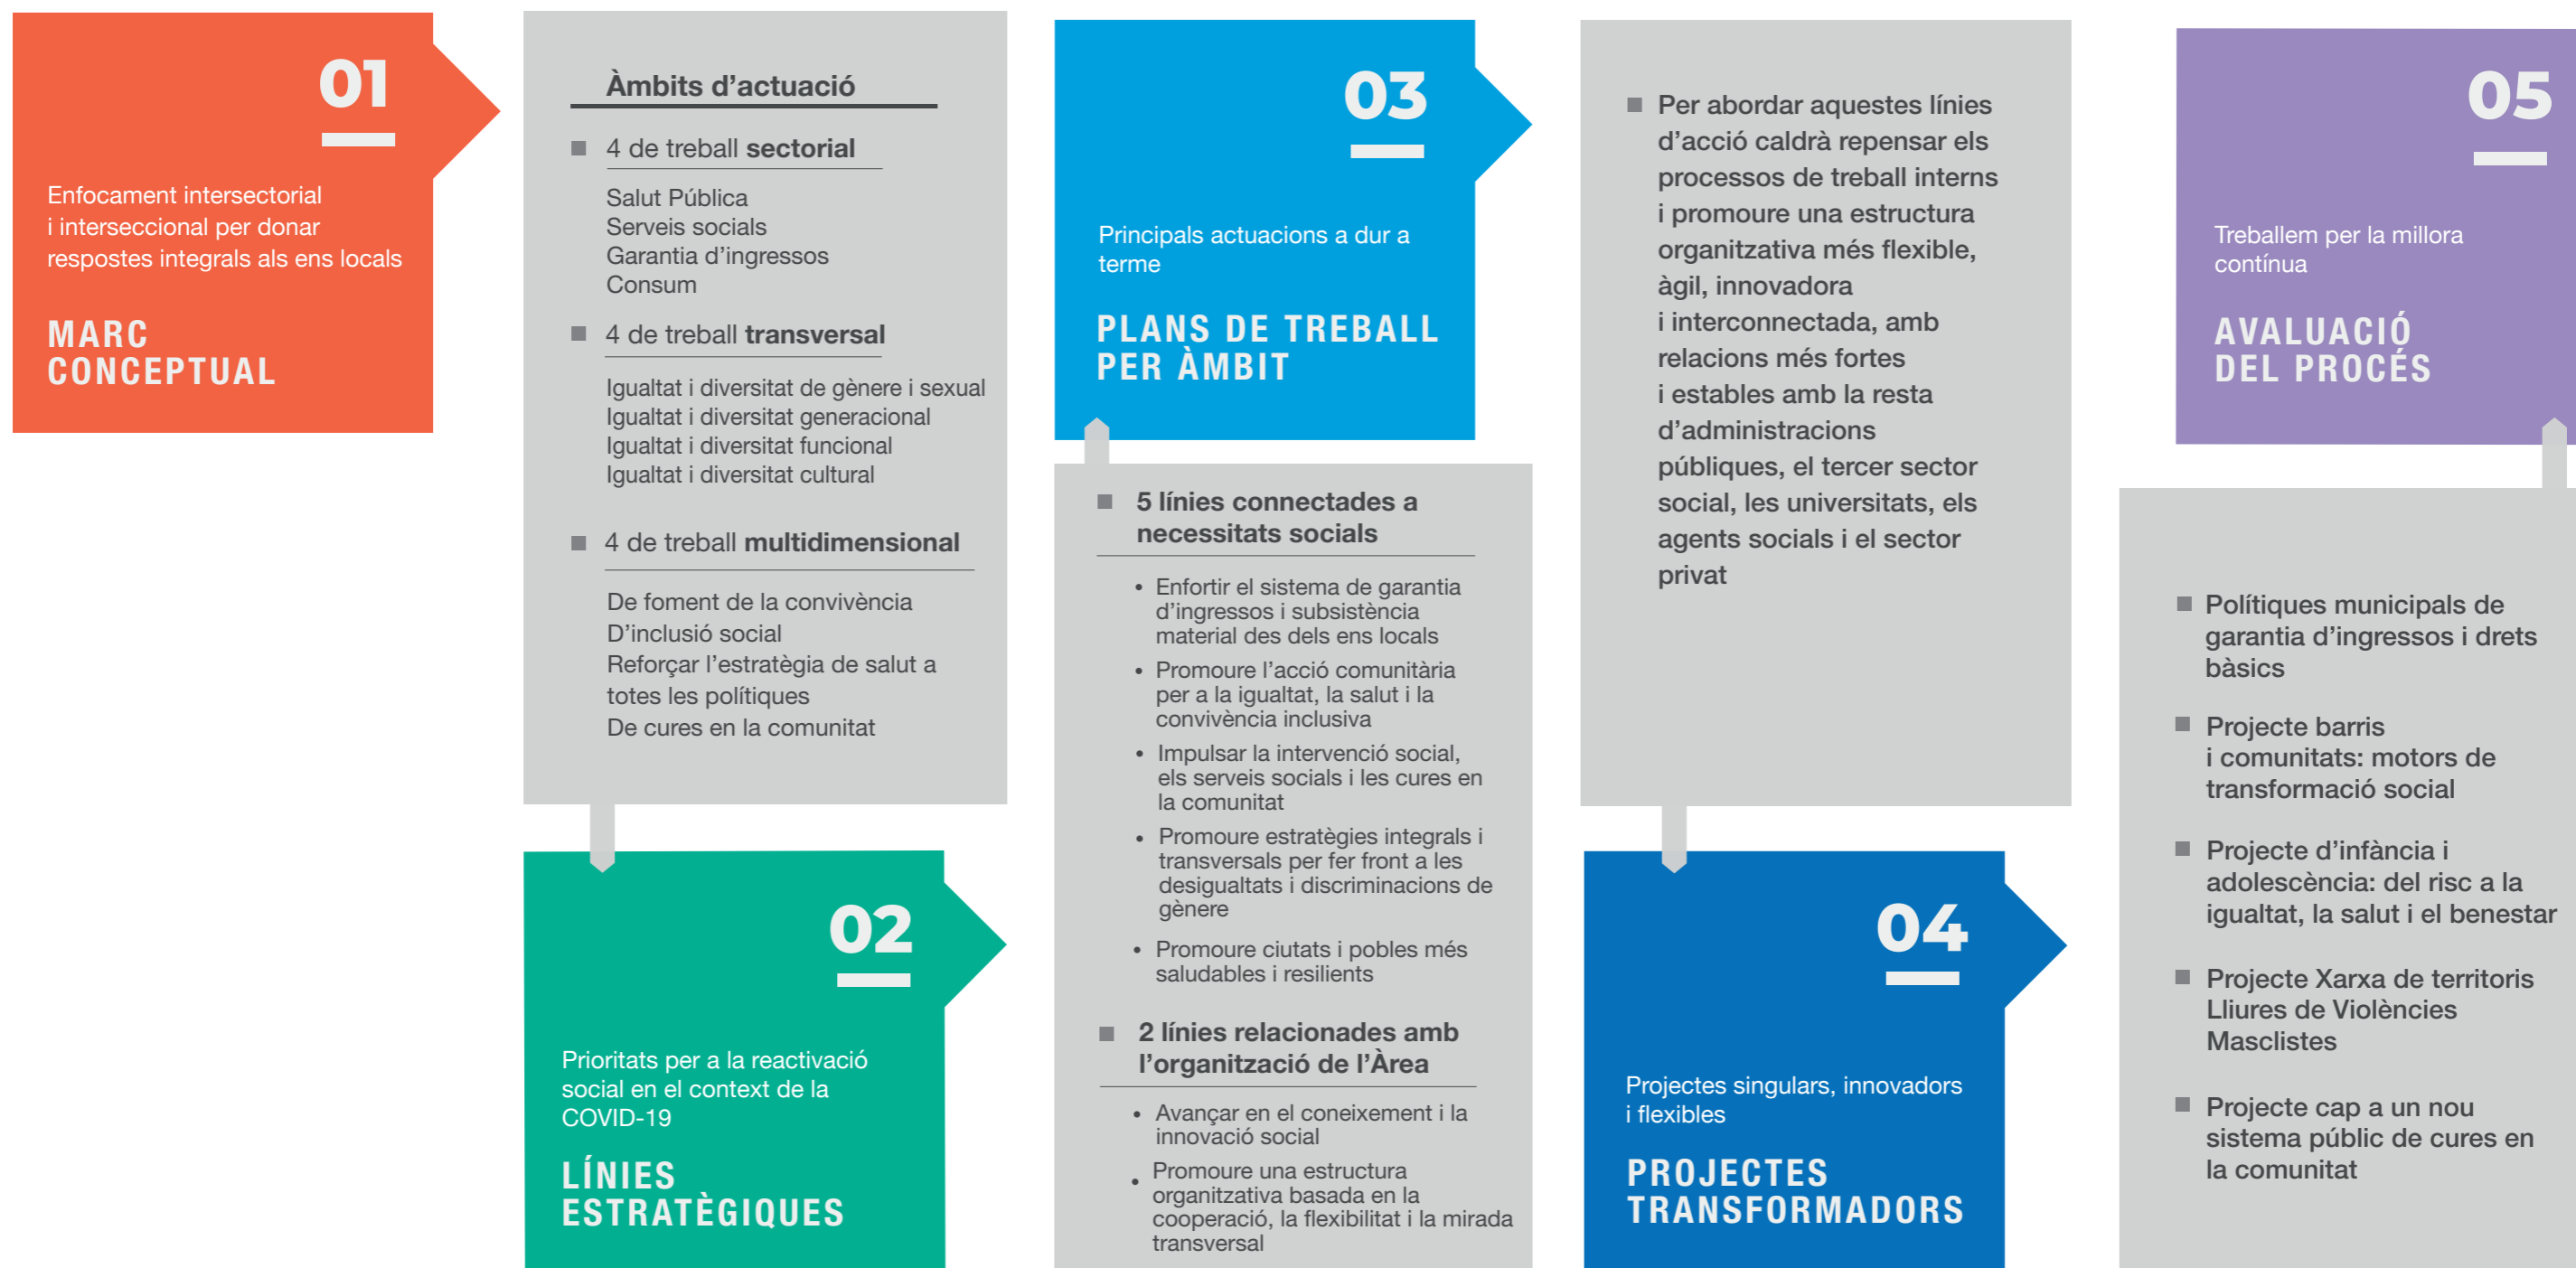 01
Enfocament intersectorial
i interseccional per donar
respostes integrals als ens locals
MARC
CONCEPTUAL
Àmbits d’actuació
4 de treball sectorial
Salut Pública
Serveis socials
Garantia d’ingressos
Consum
4 de treball transversal
Igualtat i diversitat de gènere i sexual
Igualtat i diversitat generacional
Igualtat i diversitat funcional
Igualtat i diversitat cultural
4 de treball multidimensional
De foment de la convivència
D’inclusió social
Reforçar l’estratègia de salut a
totes les polítiques
De cures en la comunitat
02
Prioritats per a la reactivació
social en el context de la
COVID-19
LÍNIES
ESTRATÈGIQUES
03
Principals actuacions a dur a
terme
PLANS DE TREBALL
PER ÀMBIT
5 línies connectades a
necessitats socials
• Enfortir el sistema de garantia
d’ingressos i subsistència
material des dels ens locals
• Promoure l’acció comunitària
per a la igualtat, la salut i la
convivència inclusiva
• Impulsar la intervenció social,
els serveis socials i les cures en
la comunitat
• Promoure estratègies integrals i
transversals per fer front a les
desigualtats i discriminacions de
gènere
• Promoure ciutats i pobles més
saludables i resilients
2 línies relacionades amb
l’organització de l’Àrea
• Avançar en el coneixement i la
innovació social
• Promoure una estructura
organitzativa basada en la
cooperació, la flexibilitat i la mirada
transversal
Per abordar aquestes línies
d’acció caldrà repensar els
processos de treball interns
i promoure una estructura
organitzativa més flexible,
àgil, innovadora
i interconnectada, amb
relacions més fortes
i estables amb la resta
d’administracions
públiques, el tercer sector
social, les universitats, els
agents socials i el sector
privat
04
Projectes singulars, innovadors
i flexibles
PROJECTES
TRANSFORMADORS
05
Treballem per la millora
contínua
AVALUACIÓ
DEL PROCÉS
Polítiques municipals de
garantia d’ingressos i drets
bàsics
Projecte barris
i comunitats: motors de
transformació social
Projecte d’infància i
adolescència: del risc a la
igualtat, la salut i el benestar
Projecte Xarxa de territoris
Lliures de Violències
Masclistes
Projecte cap a un nou
sistema públic de cures en
la comunitat